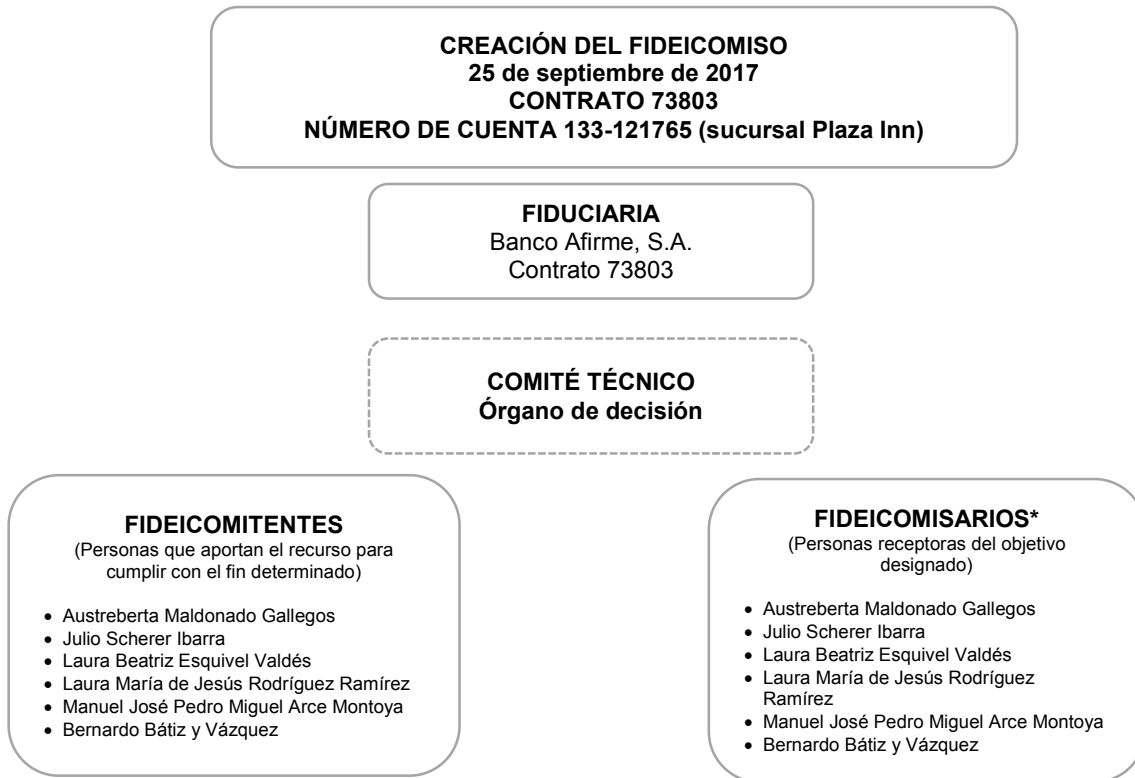 CREACIÓN DEL FIDEICOMISO
25 de septiembre de 2017
CONTRATO 73803
NÚMERO DE CUENTA 133-121765 (sucursal Plaza Inn)
FIDUCIARIA
Banco Afirme, S.A.
Contrato 73803
COMITÉ TÉCNICO
Órgano de decisión
FIDEICOMITENTES
(Personas que aportan el recurso para
cumplir con el fin determinado)
• Austreberta Maldonado Gallegos
• Julio Scherer Ibarra
• Laura Beatriz Esquivel Valdés
• Laura María de Jesús Rodríguez Ramírez
• Manuel José Pedro Miguel Arce Montoya
• Bernardo Bátiz y Vázquez
FIDEICOMISARIOS*
(Personas receptoras del objetivo
designado)
• Austreberta Maldonado Gallegos
• Julio Scherer Ibarra
• Laura Beatriz Esquivel Valdés
• Laura María de Jesús Rodríguez
Ramírez
• Manuel José Pedro Miguel Arce Montoya
• Bernardo Bátiz y Vázquez